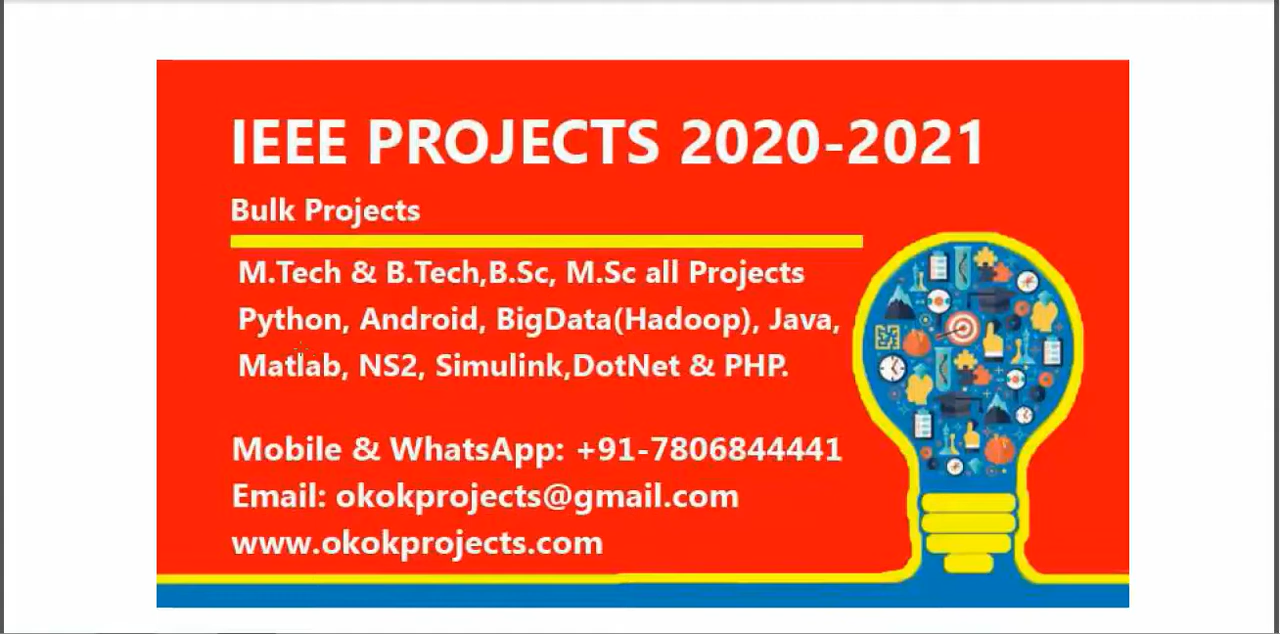 IEEE PROJECTS 2020-2021
Bulk Projects
M.Tech & B.Tech,B.Sc, M.Sc all Projects
Python, Android, BigData(Hadoop), Java,
Matlab, NS2, Simulink,DotNet & PHP.
Mobile & WhatsApp: +91-7806844441
Email: okokprojects@gmail.com
www.okokprojects.com